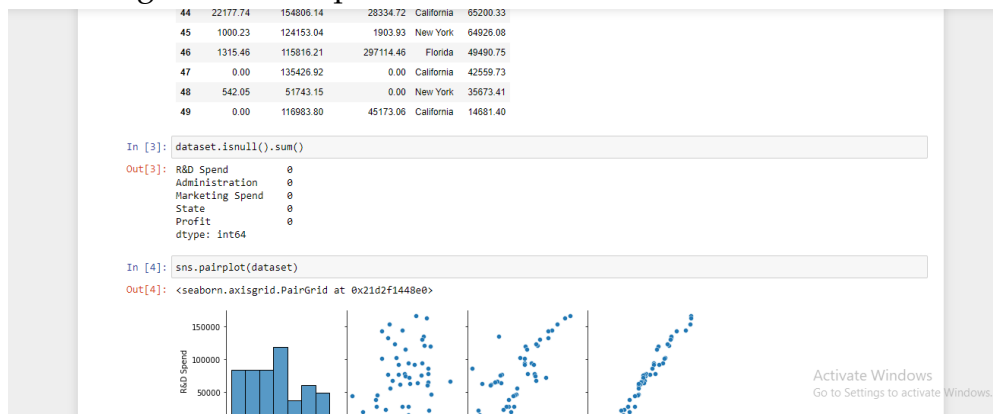 44 22177.74 154806.14 28334.72 California 65200.33
45 1000.23 124153.04 1903.93 New York 64926.08
46 1315.46 115816.21 297114.46 Florida 49490.75
47 0.00 135426.92 0.00 California 42559.73
48 542.05 51743.15 0.00 New York 35673.41
49 0.00 116983.80 45173.06 California 14681.40
In [3]: dataset.isnull().sum()
Out[3]: R&D Spend 0
Administration 0
Marketing Spend 0
State 0
Profit 0
dtype: int64
In [4]: sns.pairplot(dataset)
Out[4]: <seaborn.axisgrid.PairGrid at 0x21d2f1448e0>
150000
100000
R&D Spend
50000
Activate Windows
Go to Settings to activate Windows.